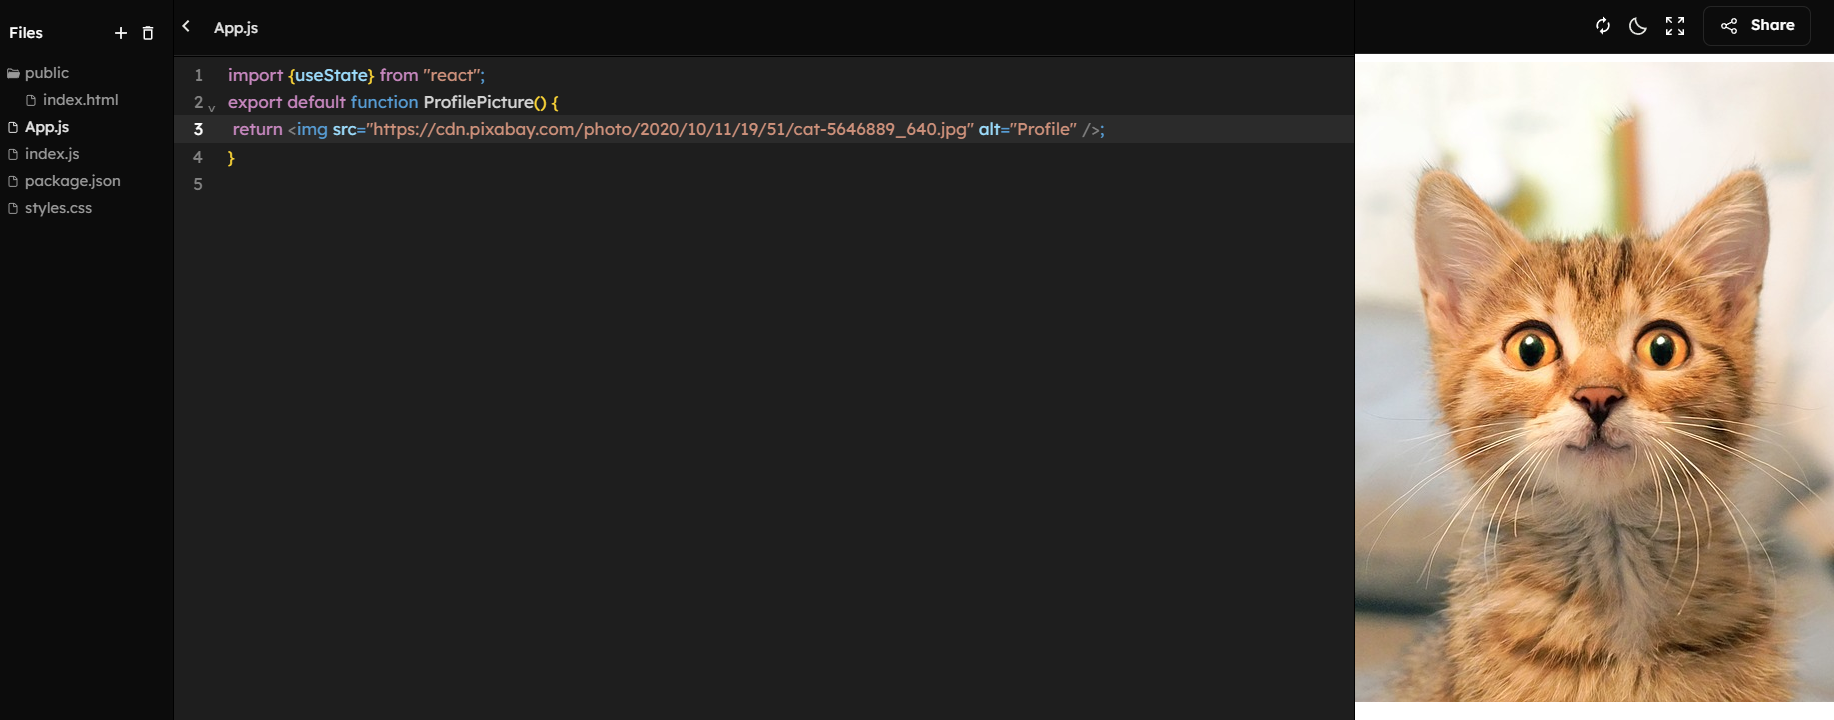 Files
public
index.html
App.js
index.js
package.json
styles.css
App.js
1 import {useState} from "react";
2 export default function ProfilePicture() {
3 return <img src="https://cdn.pixabay.com/photo/2020/10/11/19/51/cat-5646889_640.jpg" alt="Profile" />;
4 }
5
Share